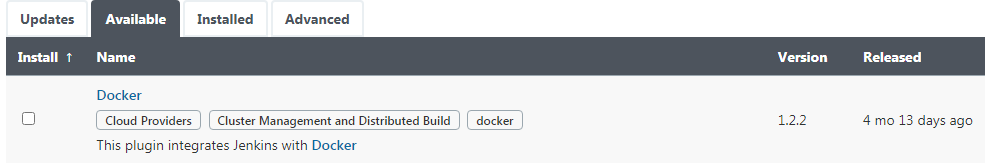 Updates Available Installed Advanced
Install ↑ Name Version Released
Docker
Cloud Providers Cluster Management and Distributed Build docker
1.2.2 4 mo 13 days ago
This plugin integrates Jenkins with Docker